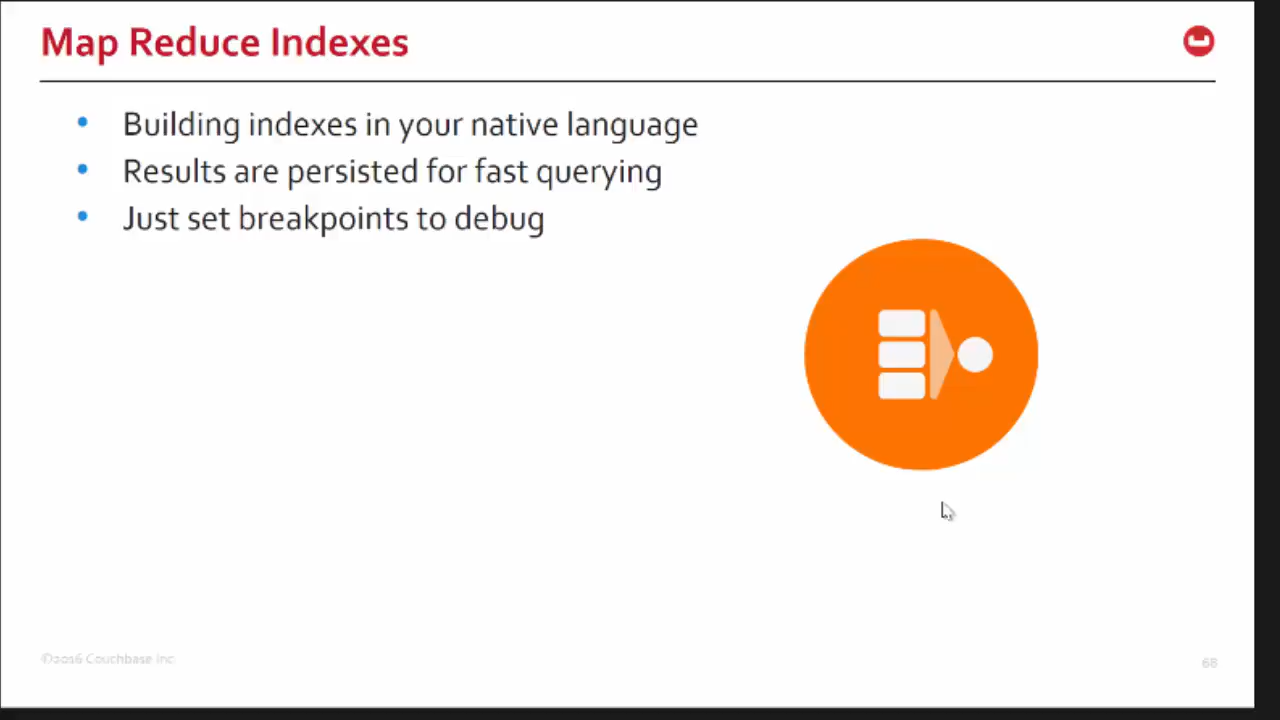 Map Reduce Indexes
Building indexes in your native language
Results are persisted for fast querying
Just set breakpoints to debug
©2016 Couchbase Inc.